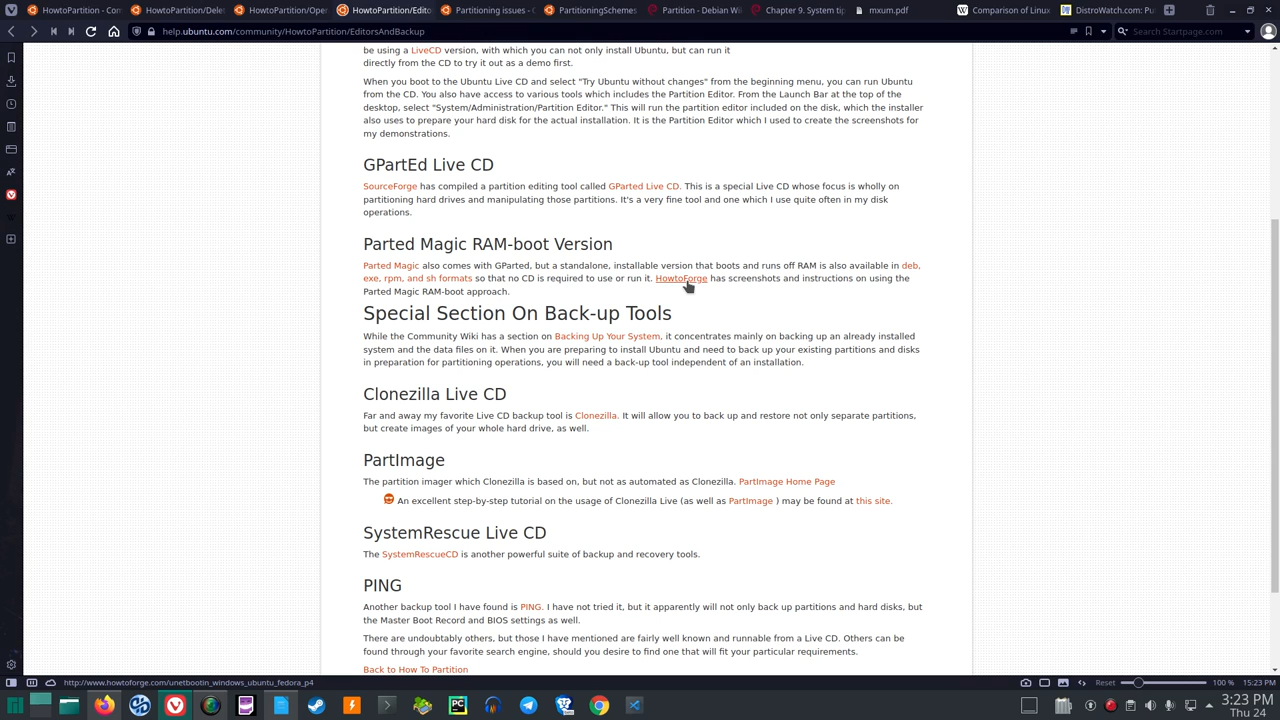 HowtoPartition - Com
HowtoPartition/Delet
HowtoPartition/Oper
HowtoPartition/Edito
Partitioning issues - C
PartitioningSchemes
Partition - Debian Wi
Chapter 9. System tip
mxum.pdf
Comparison of Linux
DistroWatch.com: Put
help.ubuntu.com/community/HowtoPartition/EditorsAndBackup
Search Startpage.com
be using a LiveCD version, with which you can not only install Ubuntu, but can run it
directly from the CD to try it out as a demo first.
When you boot to the Ubuntu Live CD and select "Try Ubuntu without changes" from the beginning menu, you can run Ubuntu
from the CD. You also have access to various tools which includes the Partition Editor. From the Launch Bar at the top of the
desktop, select "System/Administration/Partition Editor." This will run the partition editor included on the disk, which the installer
also uses to prepare your hard disk for the actual installation. It is the Partition Editor which I used to create the screenshots for
my demonstrations.
GPartEd Live CD
SourceForge has compiled a partition editing tool called GParted Live CD. This is a special Live CD whose focus is wholly on
partitioning hard drives and manipulating those partitions. It's a very fine tool and one which I use quite often in my disk
operations.
Parted Magic RAM-boot Version
Parted Magic also comes with GParted, but a standalone, installable version that boots and runs off RAM is also available in deb,
exe, rpm, and sh formats so that no CD is required to use or run it. HowtoForge has screenshots and instructions on using the
Parted Magic RAM-boot approach.
Special Section On Back-up Tools
While the Community Wiki has a section on Backing Up Your System, it concentrates mainly on backing up an already installed
system and the data files on it. When you are preparing to install Ubuntu and need to back up your existing partitions and disks
in preparation for partitioning operations, you will need a back-up tool independent of an installation.
Clonezilla Live CD
Far and away my favorite Live CD backup tool is Clonezilla. It will allow you to back up and restore not only separate partitions,
but create images of your whole hard drive, as well.
PartImage
The partition imager which Clonezilla is based on, but not as automated as Clonezilla. PartImage Home Page
An excellent step-by-step tutorial on the usage of Clonezilla Live (as well as PartImage ) may be found at this site.
SystemRescue Live CD
The SystemRescueCD is another powerful suite of backup and recovery tools.
PING
Another backup tool I have found is PING. I have not tried it, but it apparently will not only back up partitions and hard disks, but
the Master Boot Record and BIOS settings as well.
There are undoubtably others, but those I have mentioned are fairly well known and runnable from a Live CD. Others can be
found through your favorite search engine, should you desire to find one that will fit your particular requirements.
Back to How To Partition
http://www.howtoforge.com/unetbootin_windows_ubuntu_fedora_p4
Reset
100 %
15:23 PM
3:23 PM
Thu 24